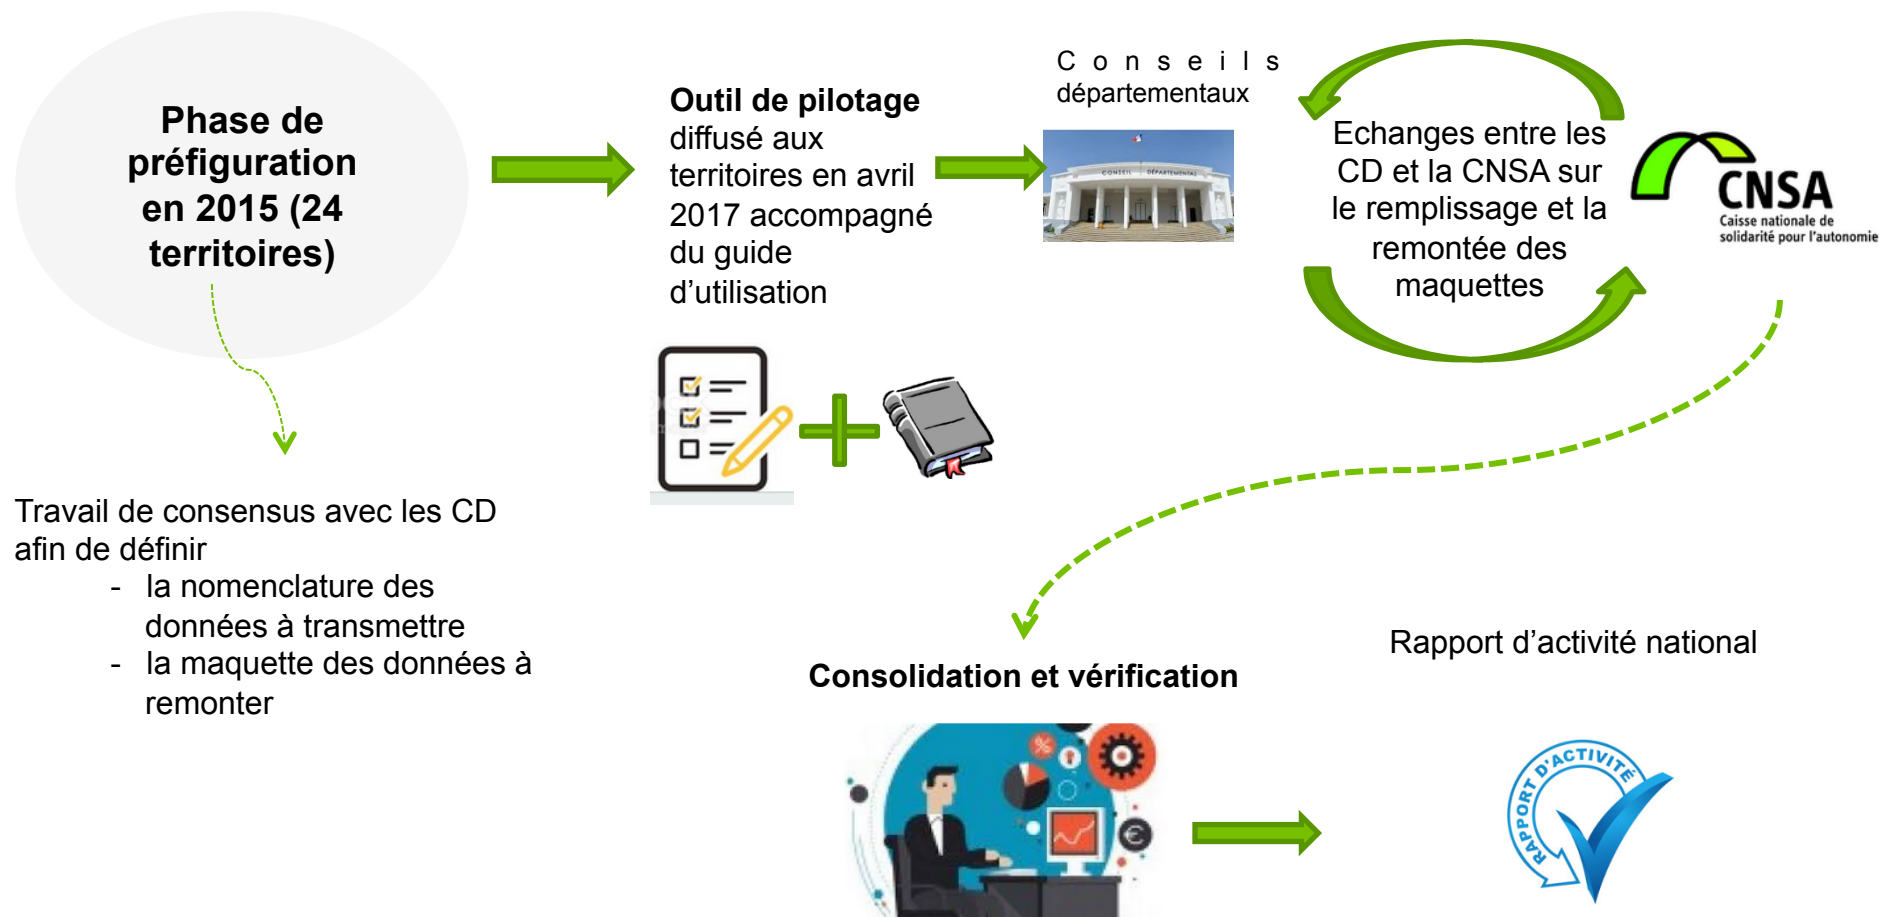 Phase de
préfiguration
en 2015 (24
territoires)
Outil de pilotage
diffusé aux
territoires en avril
2017 accompagné
du guide
d’utilisation
Conseils
départementaux
CONSEIL DÉPARTEMENTAL
Echanges entre les
CD et la CNSA sur
le remplissage et la
remontée des
maquettes
CNSA
Caisse nationale de
solidarité pour l'autonomie
Travail de consensus avec les CD
afin de définir
- la nomenclature des
données à transmettre
- la maquette des données à
remonter
Consolidation et vérification
%
€
Rapport d’activité national
RAPPORT D'ACTIVITÉ